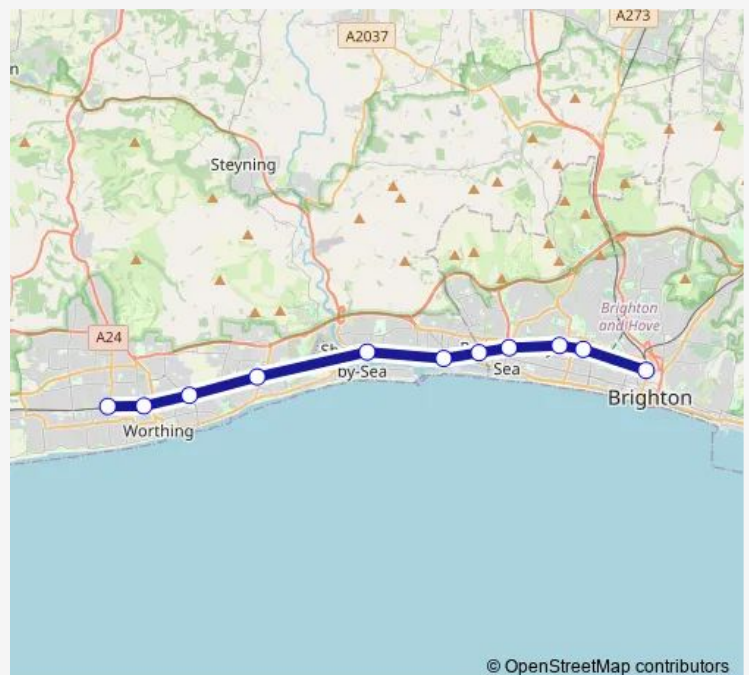 A273
A2037
n
Steyning
Brighton
and Hove
A24
by-Sea
Sea
Brighton
Worthing
© OpenStreetMap contributors